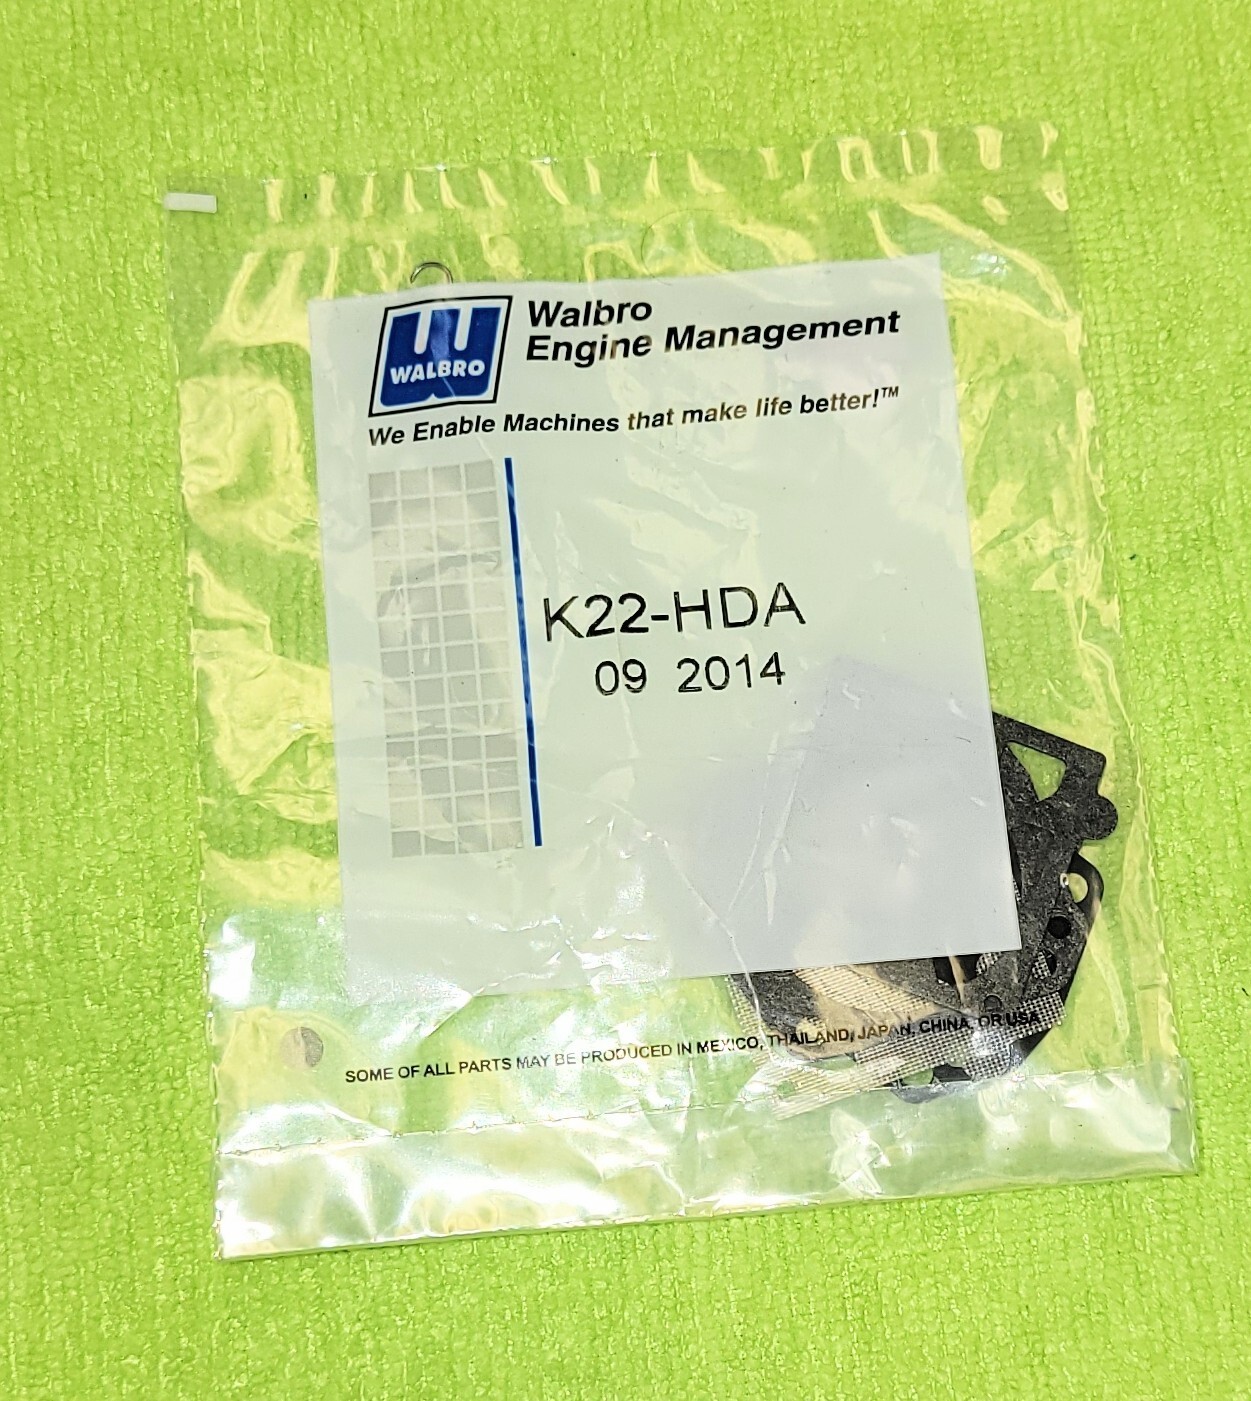 WALBRO
Walbro
Engine Management
We Enable Machines that make life better!™
K22-HDA
09 2014
SOME OF ALL PARTS MAY BE PRODUCED IN MEXICO, THAILAND, JAPAN, CHINA, OR USA